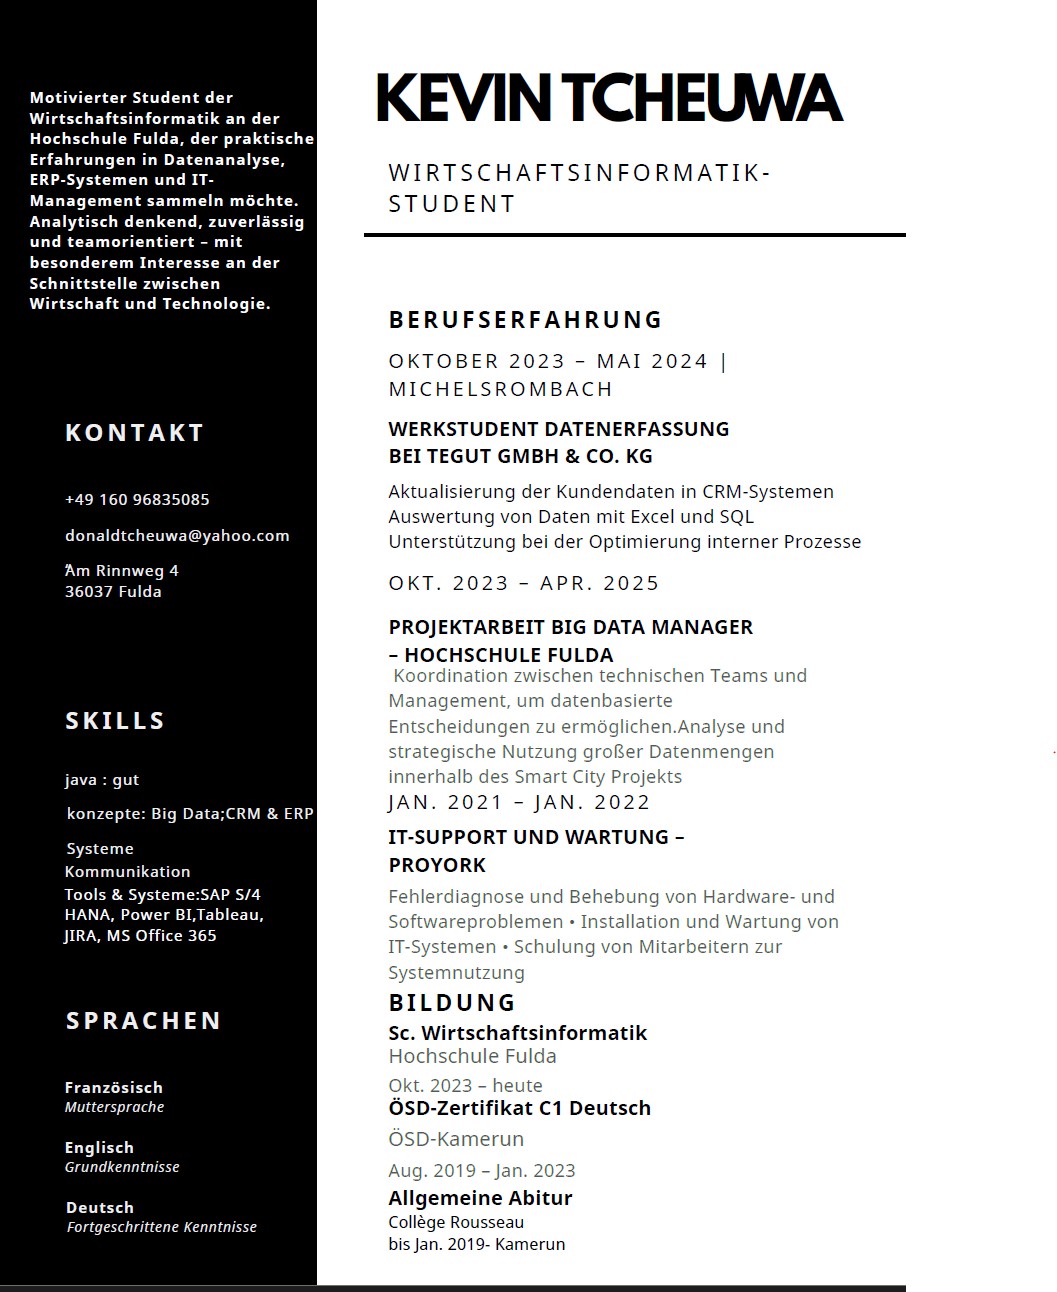 Motivierter Student der
Wirtschaftsinformatik an der
Hochschule Fulda, der praktische
Erfahrungen in Datenanalyse,
ERP-Systemen und IT-
Management sammeln möchte.
Analytisch denkend, zuverlässig
und teamorientiert – mit
besonderem Interesse an der
Schnittstelle zwischen
Wirtschaft und Technologie.
KONTAKT
+49 160 96835085
donaldtcheuwa@yahoo.com
Am Rinnweg 4
36037 Fulda
SKILLS
java : gut
konzepte: Big Data;CRM & ERP
Systeme
Kommunikation
Tools & Systeme:SAP S/4
HANA, Power BI,Tableau,
JIRA, MS Office 365
SPRACHEN
Französisch
Muttersprache
Englisch
Grundkenntnisse
Deutsch
Fortgeschrittene Kenntnisse
KEVIN TCHEUWA
WIRTSCHAFTSINFORMATIK-
STUDENT
BERUFSERFAHRUNG
OKTOBER 2023 – MAI 2024 |
MICHELSROMBACH
WERKSTUDENT DATENERFASSUNG
BEI TEGUT GMBH & CO. KG
Aktualisierung der Kundendaten in CRM-Systemen
Auswertung von Daten mit Excel und SQL
Unterstützung bei der Optimierung interner Prozesse
OKT. 2023 – APR. 2025
PROJEKTARBEIT BIG DATA MANAGER
– HOCHSCHULE FULDA
Koordination zwischen technischen Teams und
Management, um datenbasierte
Entscheidungen zu ermöglichen.Analyse und
strategische Nutzung großer Datenmengen
innerhalb des Smart City Projekts
JAN. 2021 – JAN. 2022
IT-SUPPORT UND WARTUNG –
PROYORK
Fehlerdiagnose und Behebung von Hardware- und
Softwareproblemen • Installation und Wartung von
IT-Systemen • Schulung von Mitarbeitern zur
Systemnutzung
BILDUNG
Sc. Wirtschaftsinformatik
Hochschule Fulda
Okt. 2023 – heute
ÖSD-Zertifikat C1 Deutsch
ÖSD-Kamerun
Aug. 2019 – Jan. 2023
Allgemeine Abitur
Collège Rousseau
bis Jan. 2019- Kamerun